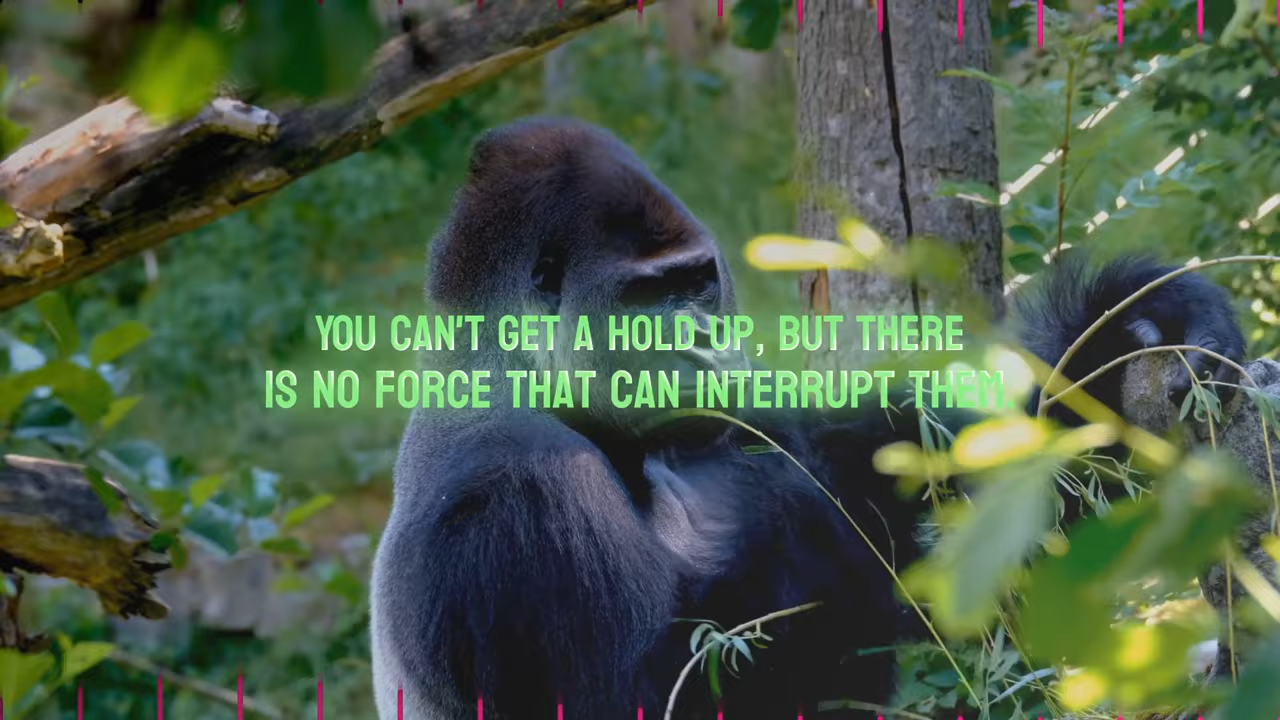 YOU CAN'T GET A HOLD UP, BUT THERE
IS NO FORCE THAT CAN INTERRUPT THEM.